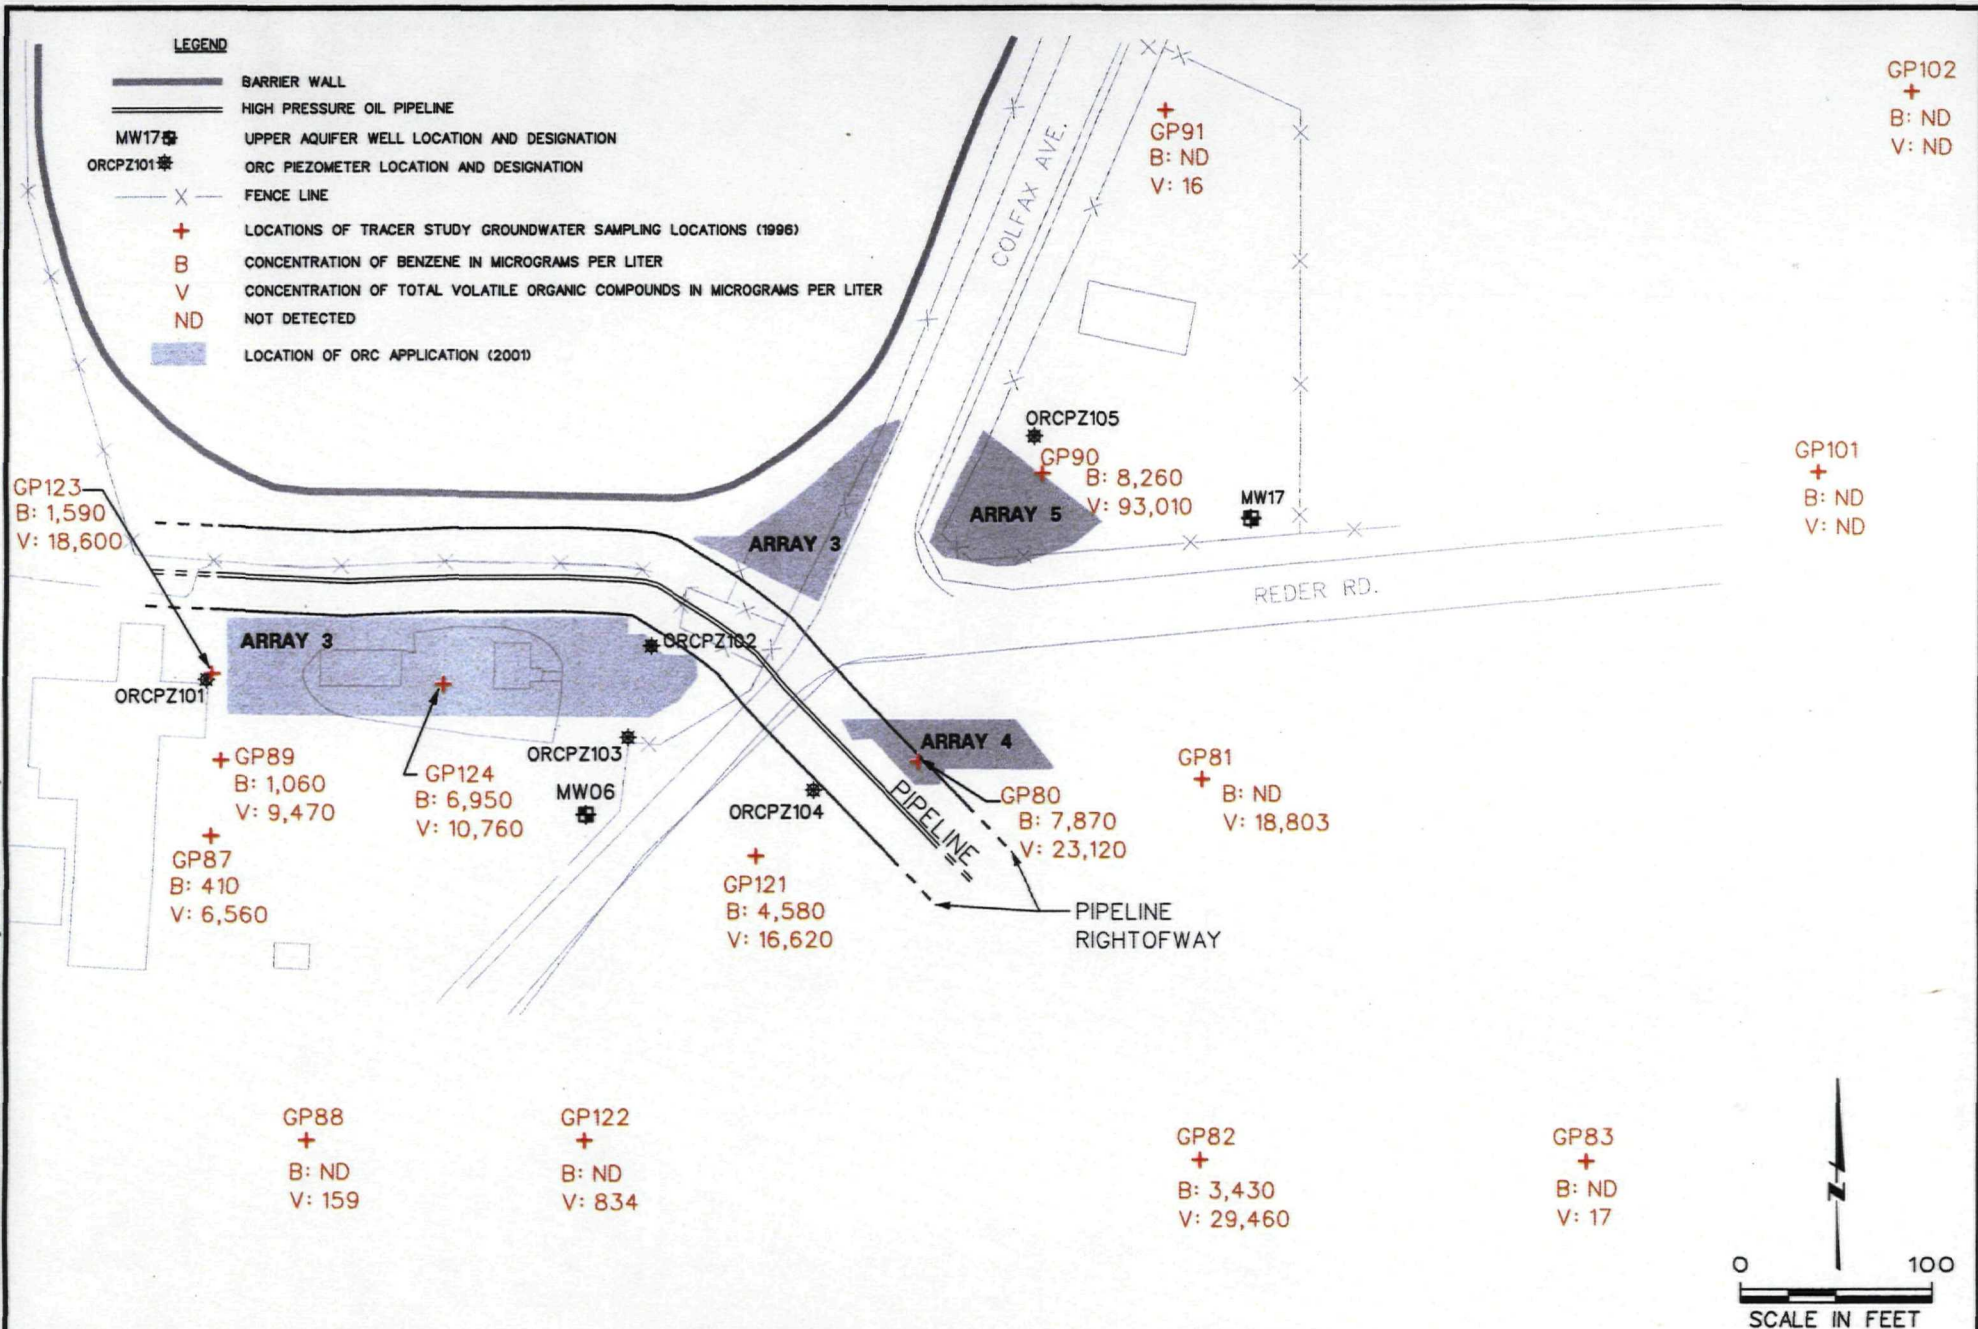 LEGEND
BARRIER WALL
HIGH PRESSURE OIL PIPELINE
MW17 UPPER AQUIFER WELL LOCATION AND DESIGNATION
ORCPZ101 ORC PIEZOMETER LOCATION AND DESIGNATION
X FENCE LINE
LOCATIONS OF TRACER STUDY GROUNDWATER SAMPLING LOCATIONS (1996)
B CONCENTRATION OF BENZENE IN MICROGRAMS PER LITER
V CONCENTRATION OF TOTAL VOLATILE ORGANIC COMPOUNDS IN MICROGRAMS PER LITER
ND NOT DETECTED
LOCATION OF ORC APPLICATION (2001)
COLFAX AVE.
GP91
B: ND
V: 16
GP102
B: ND
V: ND
ORCPZ105
GP90
B: 8,260
V: 93,010
ARRAY 5
MW17
GP101
B: ND
V: ND
GP123
B: 1,590
V: 18,600
ARRAY 3
REDER RD.
ARRAY 3
ORCPZ102
ORCPZ101
ORCPZ103
MW06
GP89
B: 1,060
V: 9,470
GP124
B: 6,950
V: 10,760
GP87
B: 410
V: 6,560
ARRAY 4
ORCPZ104
PIPELINE
GP80
B: 7,870
V: 23,120
GP81
B: ND
V: 18,803
GP121
B: 4,580
V: 16,620
PIPELINE
RIGHTOFWAY
GP88
B: ND
V: 159
GP122
B: ND
V: 834
GP82
B: 3,430
V: 29,460
GP83
B: ND
V: 17
N
0 100
SCALE IN FEET